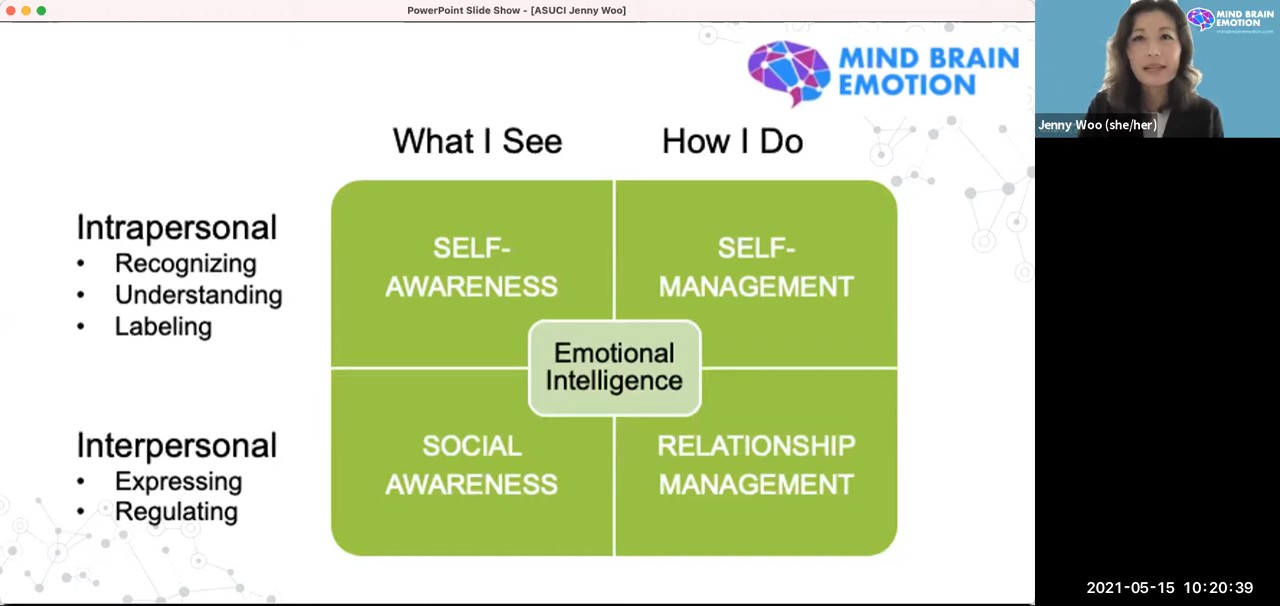 PowerPoint Slide Show - [ASUCI Jenny Woo]
MIND BRAIN
EMOTION
What I See
How I Do
Intrapersonal
• Recognizing
• Understanding
• Labeling
SELF-
AWARENESS
SELF-
MANAGEMENT
Emotional
Intelligence
Interpersonal
• Expressing
• Regulating
SOCIAL
AWARENESS
RELATIONSHIP
MANAGEMENT
MIND BRAIN
EMOTION
mindbrainemotion.com
Jenny Woo (she/her)
2021-05-15 10:20:39